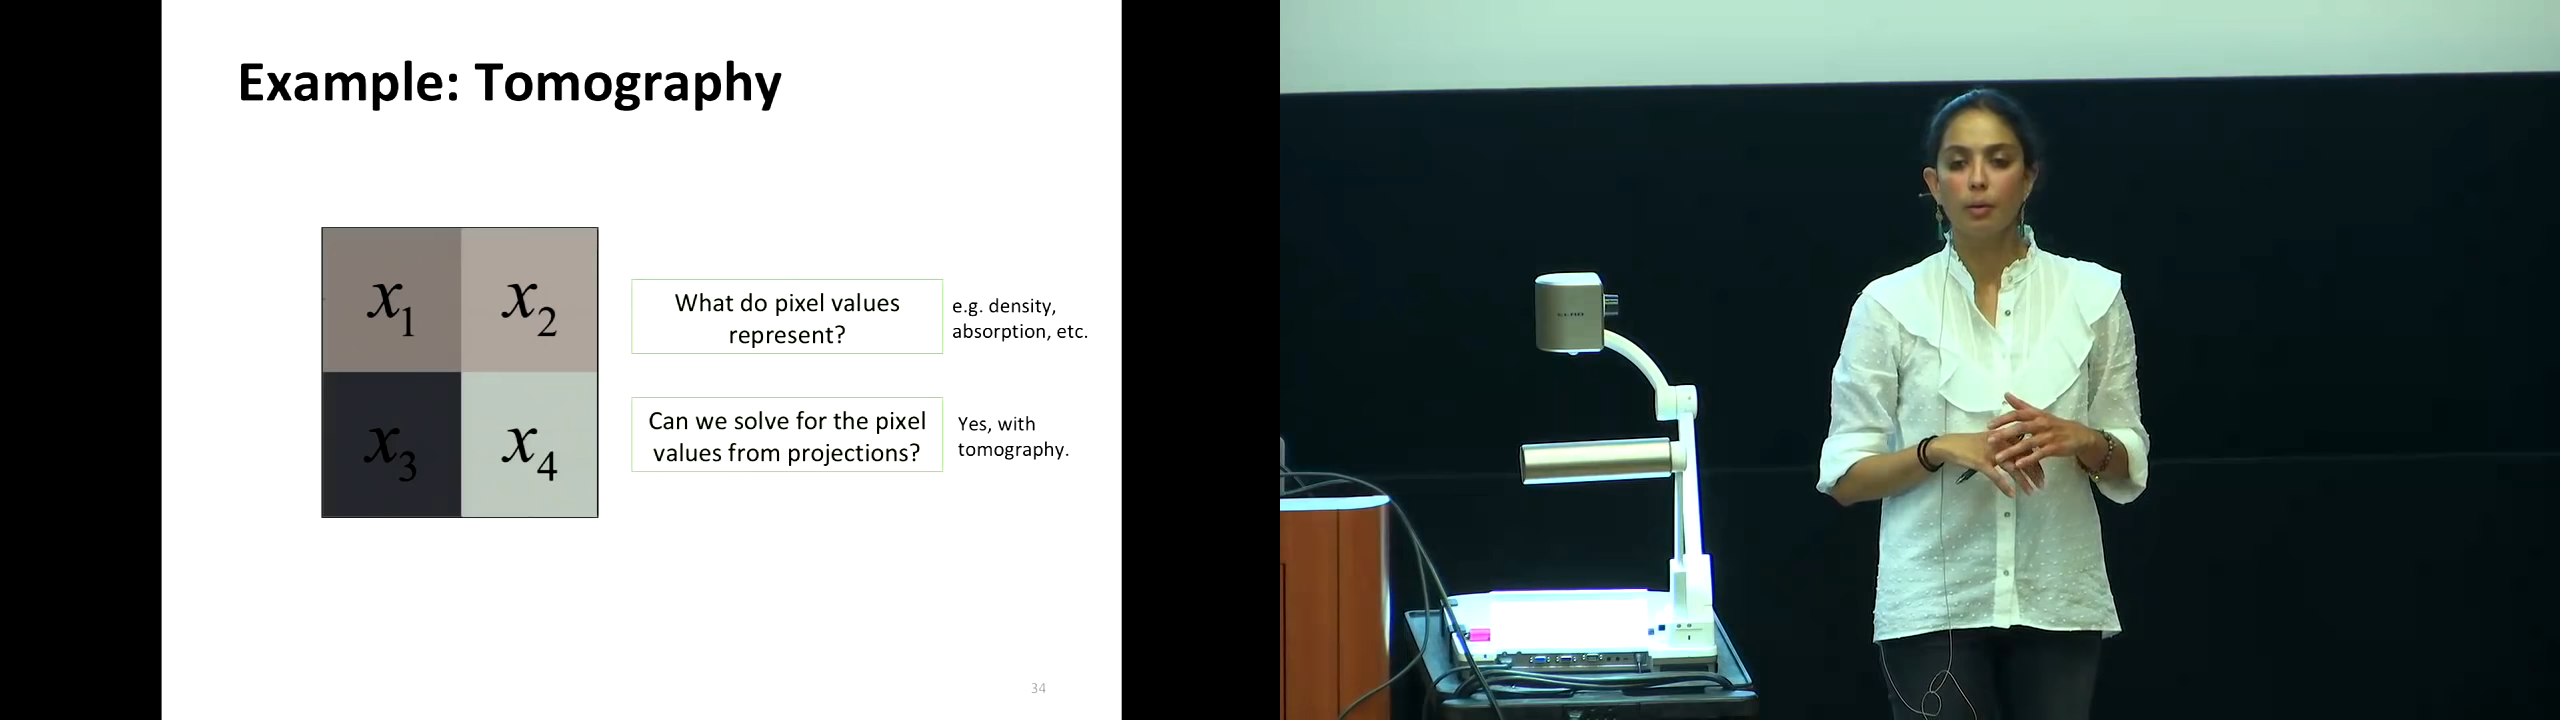 Example: Tomography
x1 x2
What do pixel values
represent?
e.g. density,
absorption, etc.
x3 x4
Can we solve for the pixel
values from projections?
Yes, with
tomography.
34